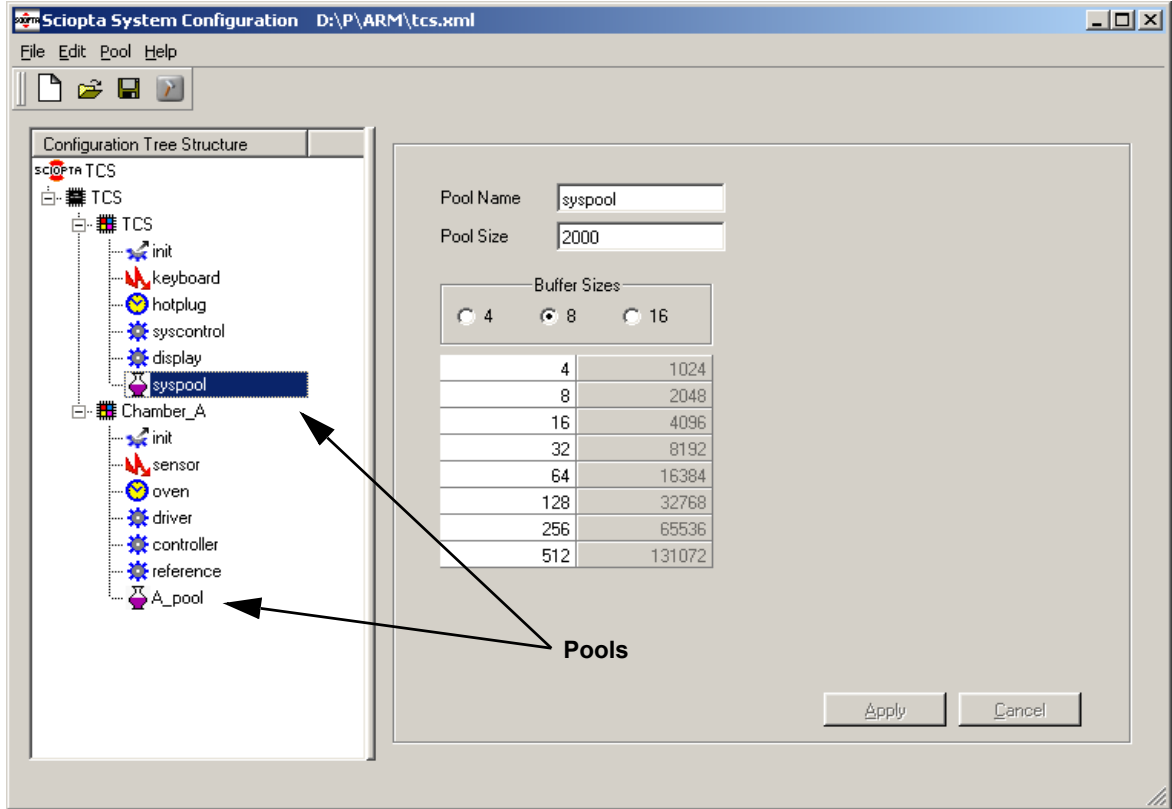 Sciopta System Configuration D:\P\ARM\tcs.xml
File Edit Pool Help
Configuration Tree Structure
SCIOPTA TCS
TCS
TCS
init
keyboard
hotplug
syscontrol
display
syspool
Chamber_A
init
sensor
oven
driver
controller
reference
A_pool
Pool Name syspool
Pool Size 2000
Buffer Sizes
4 8 16
4 1024
8 2048
16 4096
32 8192
64 16384
128 32768
256 65536
512 131072
Pools
Apply Cancel